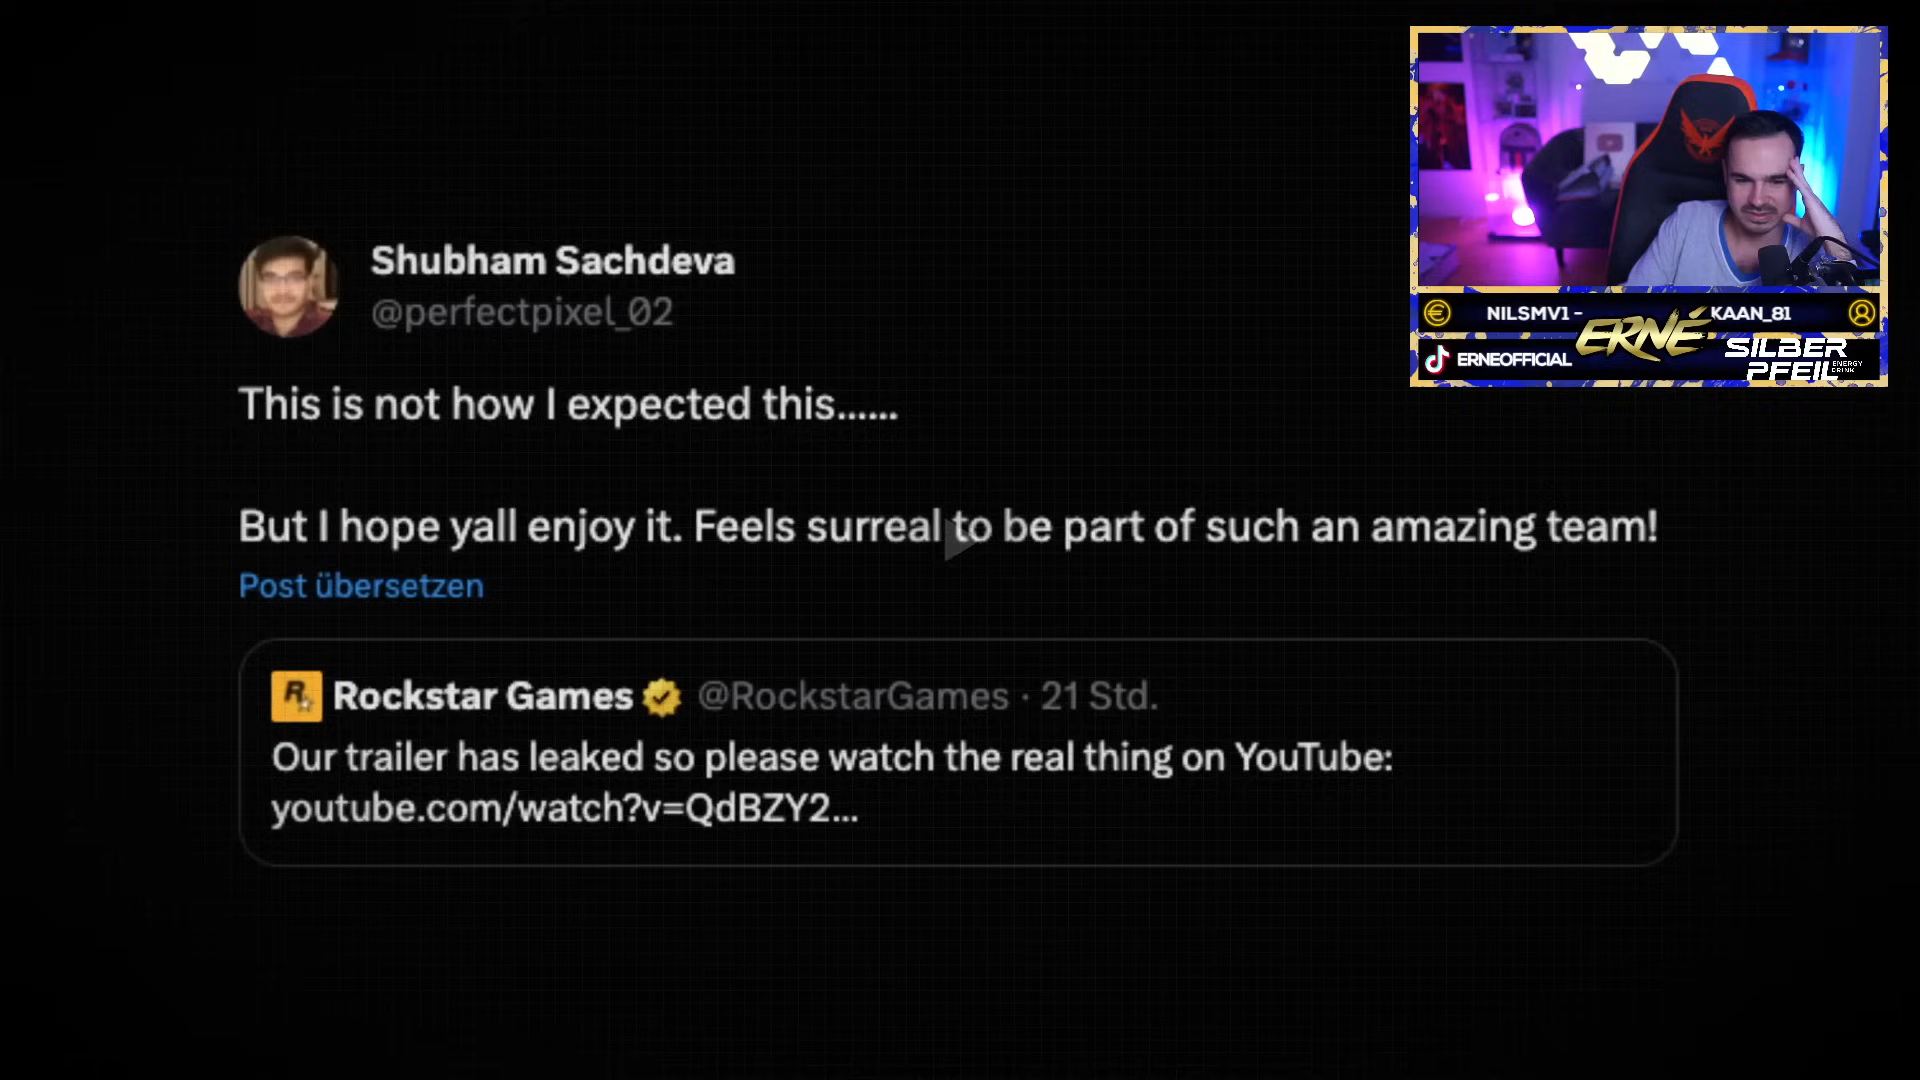 Shubham Sachdeva
@perfectpixel_02
This is not how I expected this......
But I hope yall enjoy it. Feels surreal to be part of such an amazing team!
Post übersetzen
Rockstar Games @RockstarGames · 21 Std.
Our trailer has leaked so please watch the real thing on YouTube:
youtube.com/watch?v=QdBZY2...
NILSMV1 -
KAAN_81
ERNEOFFICIAL
ERNÉ
SILBER
PFEIL
ENERGY
DRINK